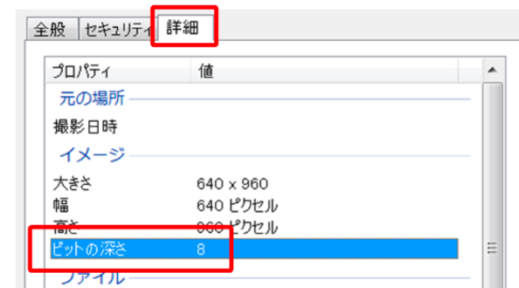 全般 セキュリティ 詳細
プロパティ 値
元の場所
撮影日時
イメージ
大きさ 640 x 960
幅 640 ピクセル
高さ 960 ピクセル
ビットの深さ 8
ファイル